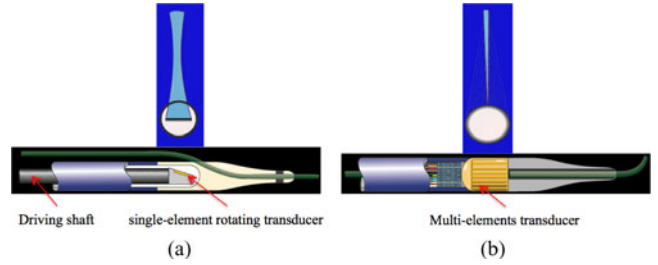 Driving shaft
single-element rotating transducer
Multi-elements transducer
(a)
(b)